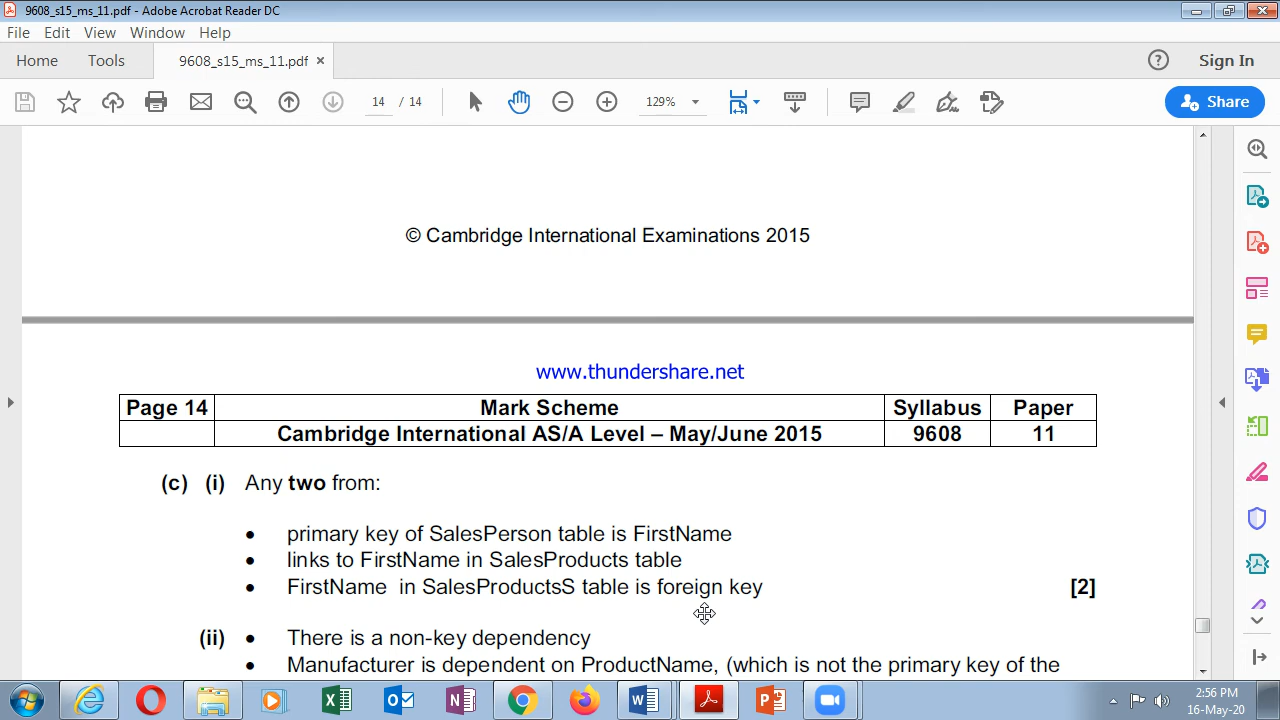 9608_s15_ms_11.pdf - Adobe Acrobat Reader DC
File Edit View Window Help
Home Tools 9608_s15_ms_11.pdf × ? Sign In
14 / 14 129% Share
© Cambridge International Examinations 2015
www.thundershare.net
Page 14 Mark Scheme Syllabus Paper
Cambridge International AS/A Level – May/June 2015 9608 11
(c) (i) Any two from:
• primary key of SalesPerson table is FirstName
• links to FirstName in SalesProducts table
• FirstName in SalesProductsS table is foreign key [2]
(ii) • There is a non-key dependency
• Manufacturer is dependent on ProductName, (which is not the primary key of the
2:56 PM
16-May-20